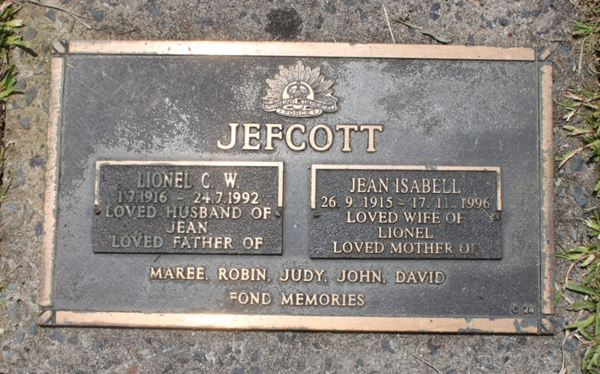 JEFCOTT
LIONEL C. W.
1.7.1916 - 24.7.1992
LOVED HUSBAND OF
JEAN
LOVED FATHER OF
JEAN ISABELL
26. 9. 1915 - 17. 11. 1996
LOVED WIFE OF
LIONEL
LOVED MOTHER OF
MAREE, ROBIN, JUDY, JOHN, DAVID
FOND MEMORIES
C 28